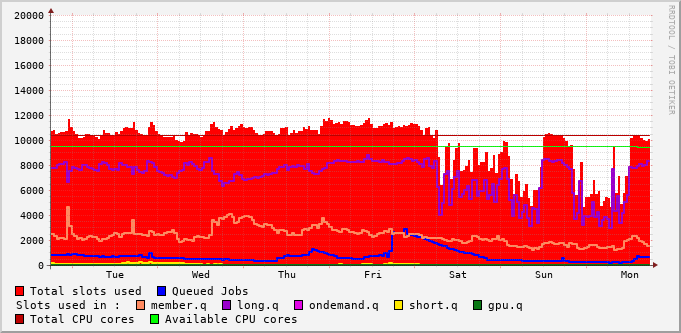 RRDTOOL / TOBI OETIKER
20000
18000
16000
14000
12000
10000
8000
6000
4000
2000
0
Tue Wed Thu Fri Sat Sun Mon
Total slots used Queued Jobs
Slots used in : member.q long.q ondemand.q short.q gpu.q
Total CPU cores Available CPU cores